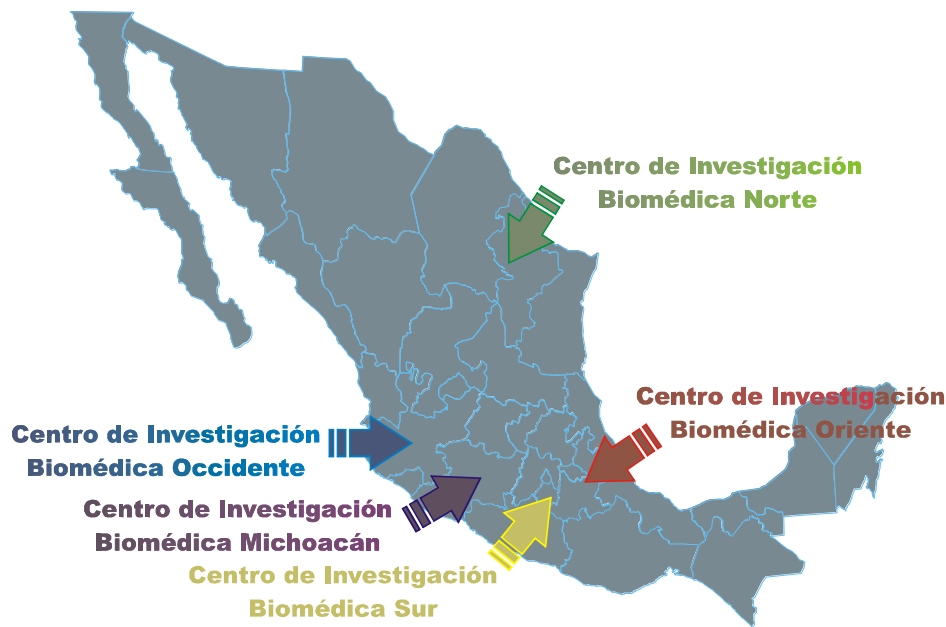 Centro de Investigación
Biomédica Norte
Centro de Investigación
Biomédica Oriente
Centro de Investigación
Biomédica Occidente
Centro de Investigación
Biomédica Michoacán
Centro de Investigación
Biomédica Sur